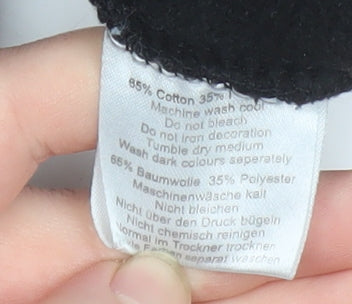 65% Cotton 35%
Machine wash cool
Do not bleach
Do not iron decoration
Tumble dry medium
Wash dark colours seperately
65% Baumwolle 35% Polyester
Maschinenwäsche kalt
Nicht bleichen
Nicht über den Druck bügeln
Nicht chemisch reinigen
Normal im Trockner trocknen
Farben separat waschen